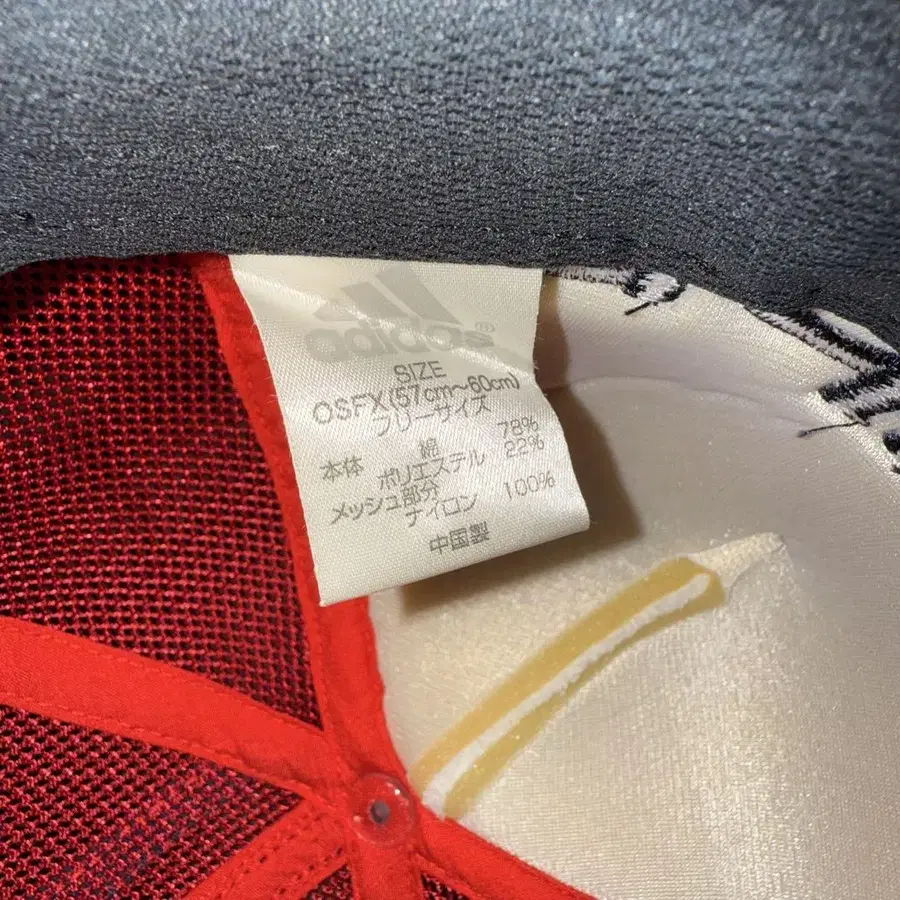 adidas®
SIZE
OSFX(57cm~60cm)
フリーサイズ
本体 綿 78%
ポリエステル 22%
メッシュ部分
ナイロン 100%
中国製